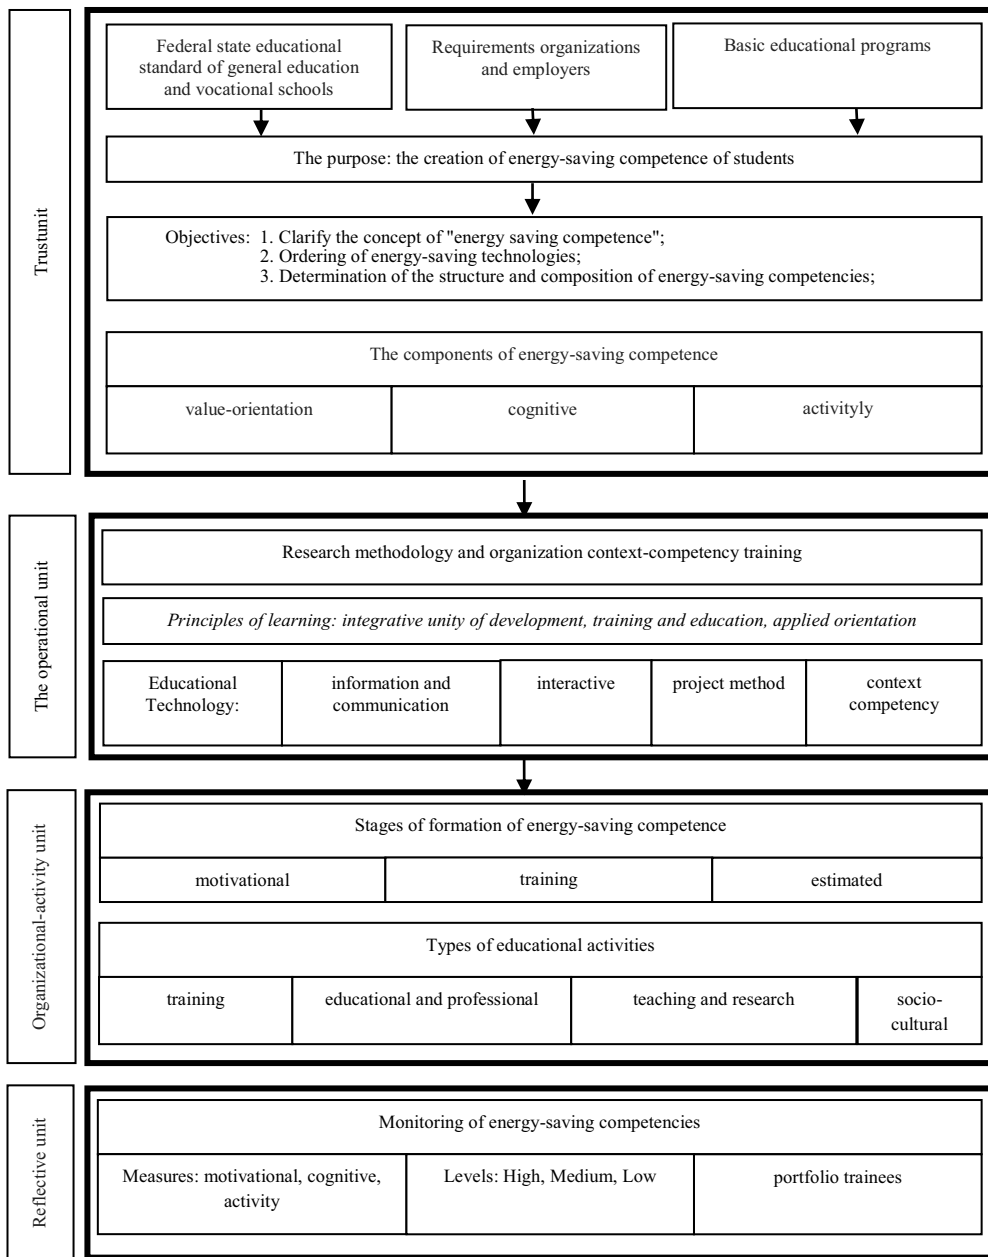 Trustunit
Federal state educational
standard of general education
and vocational schools
Requirements organizations
and employers
Basic educational programs
The purpose: the creation of energy-saving competence of students
Objectives: 1. Clarify the concept of "energy saving competence";
2. Ordering of energy-saving technologies;
3. Determination of the structure and composition of energy-saving competencies;
The components of energy-saving competence
value-orientation
cognitive
activityly
The operational unit
Research methodology and organization context-competency training
Principles of learning: integrative unity of development, training and education, applied orientation
Educational
Technology:
information and
communication
interactive
project method
context
competency
Organizational-activity unit
Stages of formation of energy-saving competence
motivational
training
estimated
Types of educational activities
training
educational and professional
teaching and research
socio-
cultural
Reflective unit
Monitoring of energy-saving competencies
Measures: motivational, cognitive,
activity
Levels: High, Medium, Low
portfolio trainees